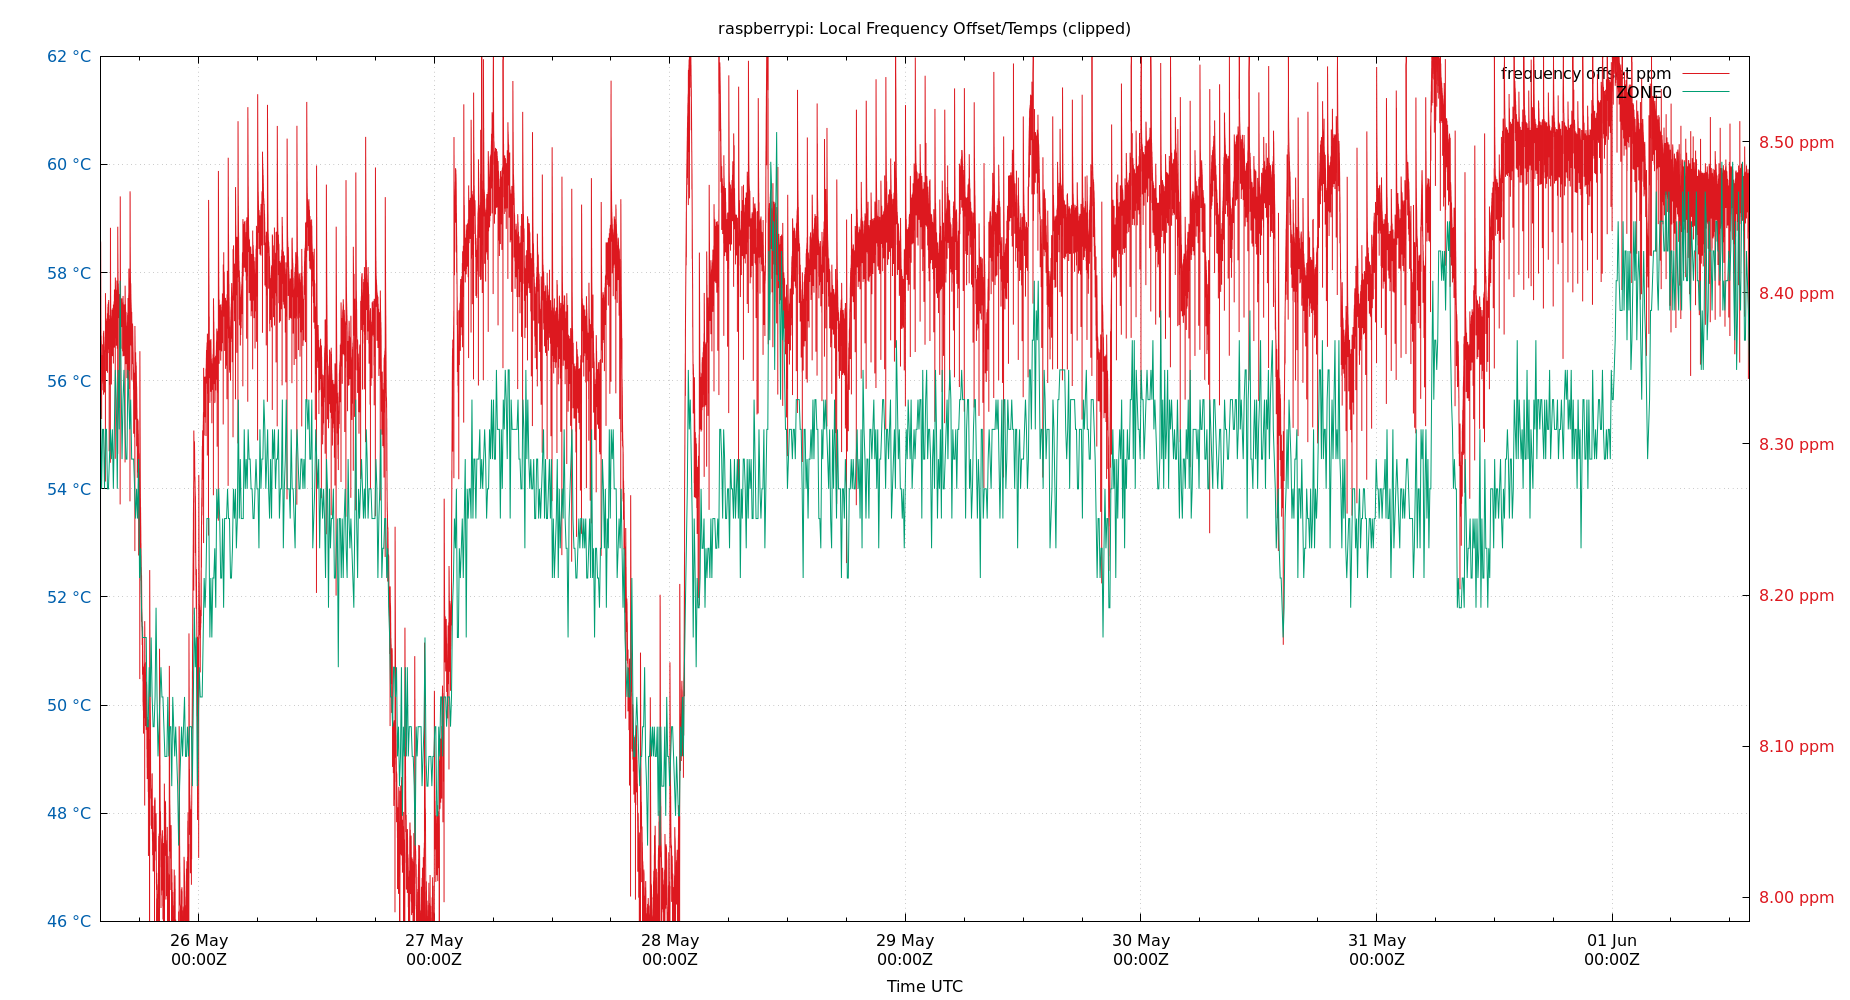 raspberrypi: Local Frequency Offset/Temps (clipped)
62 °C
60 °C
58 °C
56 °C
54 °C
52 °C
50 °C
48 °C
46 °C
frequency offset ppm
ZONE0
8.50 ppm
8.40 ppm
8.30 ppm
8.20 ppm
8.10 ppm
8.00 ppm
26 May 27 May 28 May 29 May 30 May 31 May 01 Jun
00:00Z 00:00Z 00:00Z 00:00Z 00:00Z 00:00Z 00:00Z
Time UTC